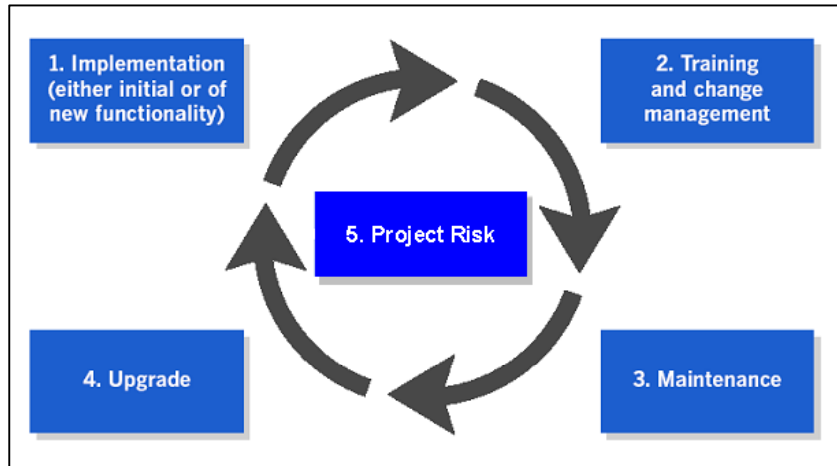 1. Implementation
(either initial or of
new functionality)
2. Training
and change
management
5. Project Risk
4. Upgrade
3. Maintenance